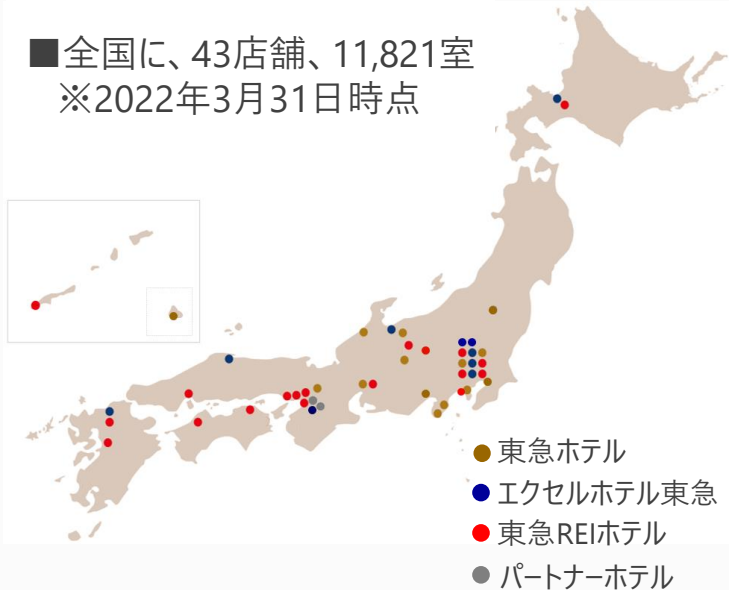 ■全国に、43店舗、11,821室
※2022年3月31日時点
東急ホテル
エクセルホテル東急
東急REIホテル
パートナーホテル